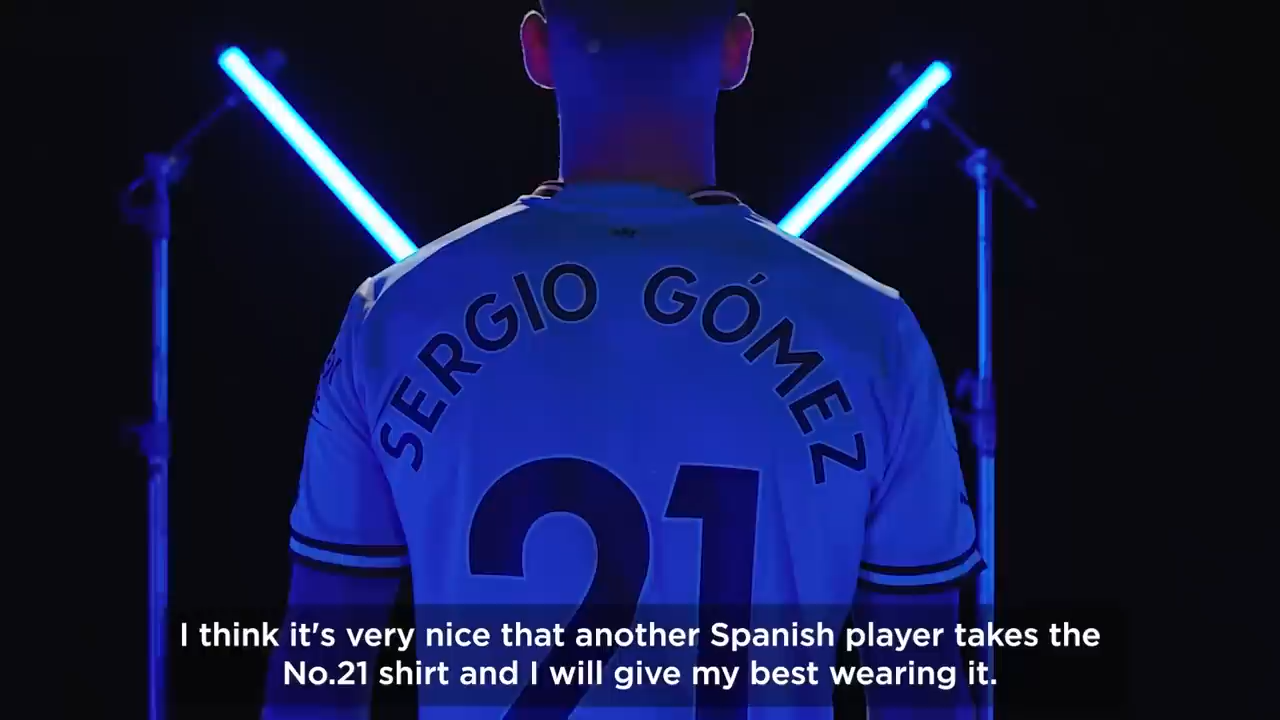 SERGIO GÓMEZ
21
I think it's very nice that another Spanish player takes the
No.21 shirt and I will give my best wearing it.